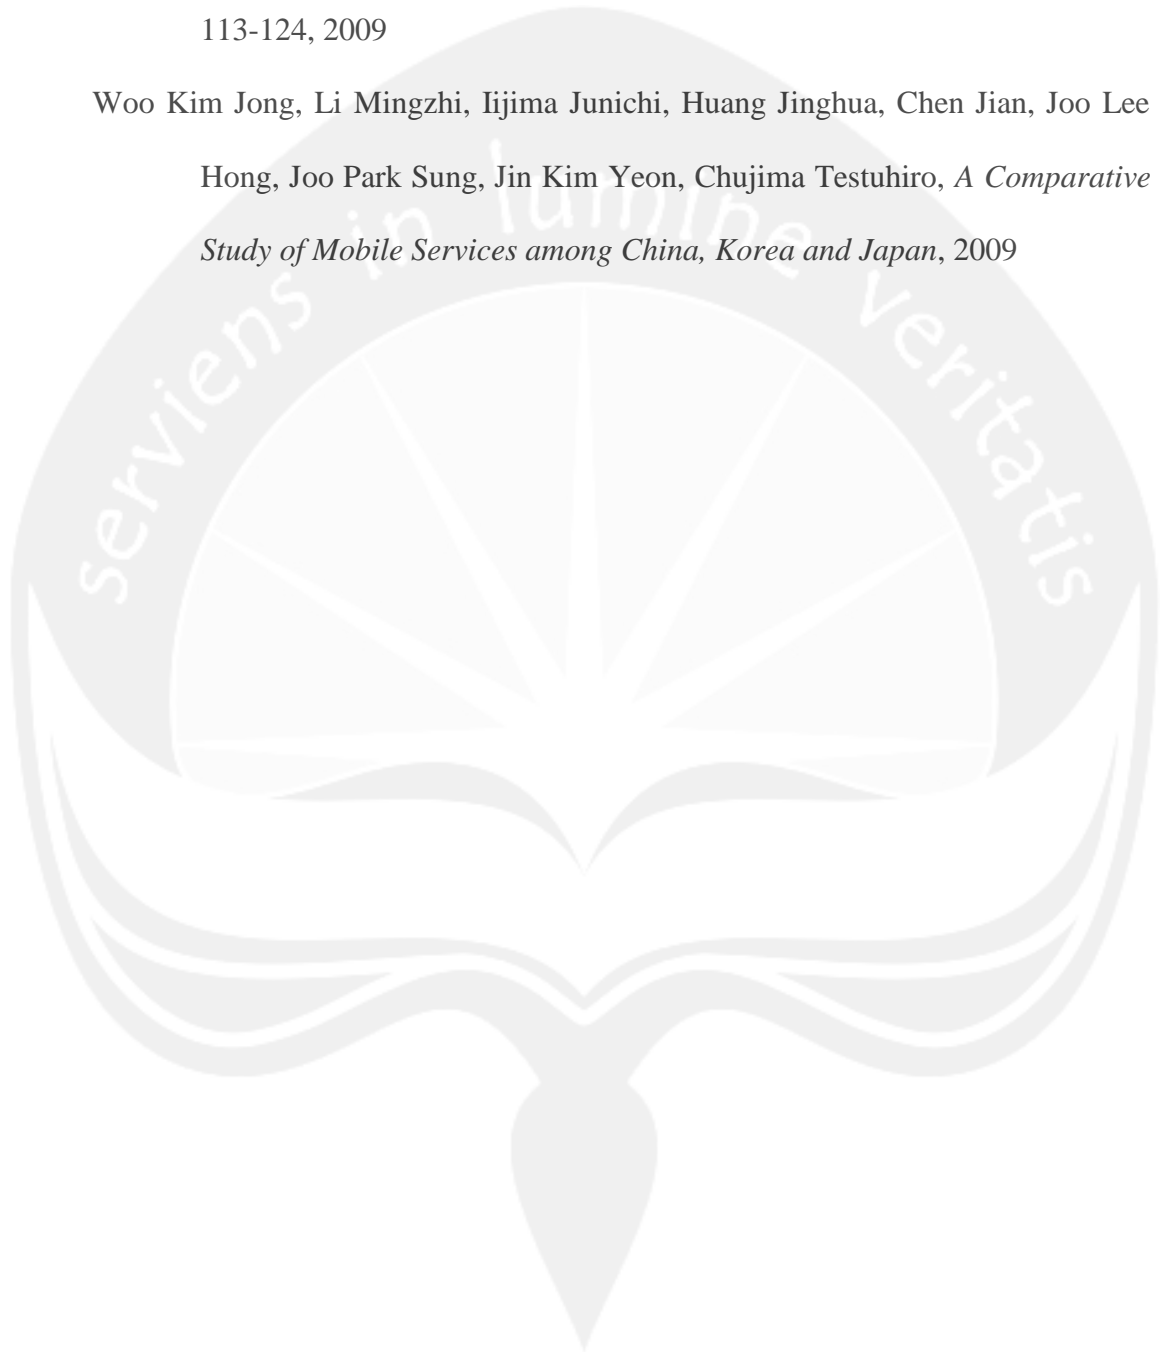 113-124, 2009
Woo Kim Jong, Li Mingzhi, Iijima Junichi, Huang Jinghua, Chen Jian, Joo Lee
Hong, Joo Park Sung, Jin Kim Yeon, Chujima Testuhiro, A Comparative
Study of Mobile Services among China, Korea and Japan, 2009
serviens in lumine veritatis